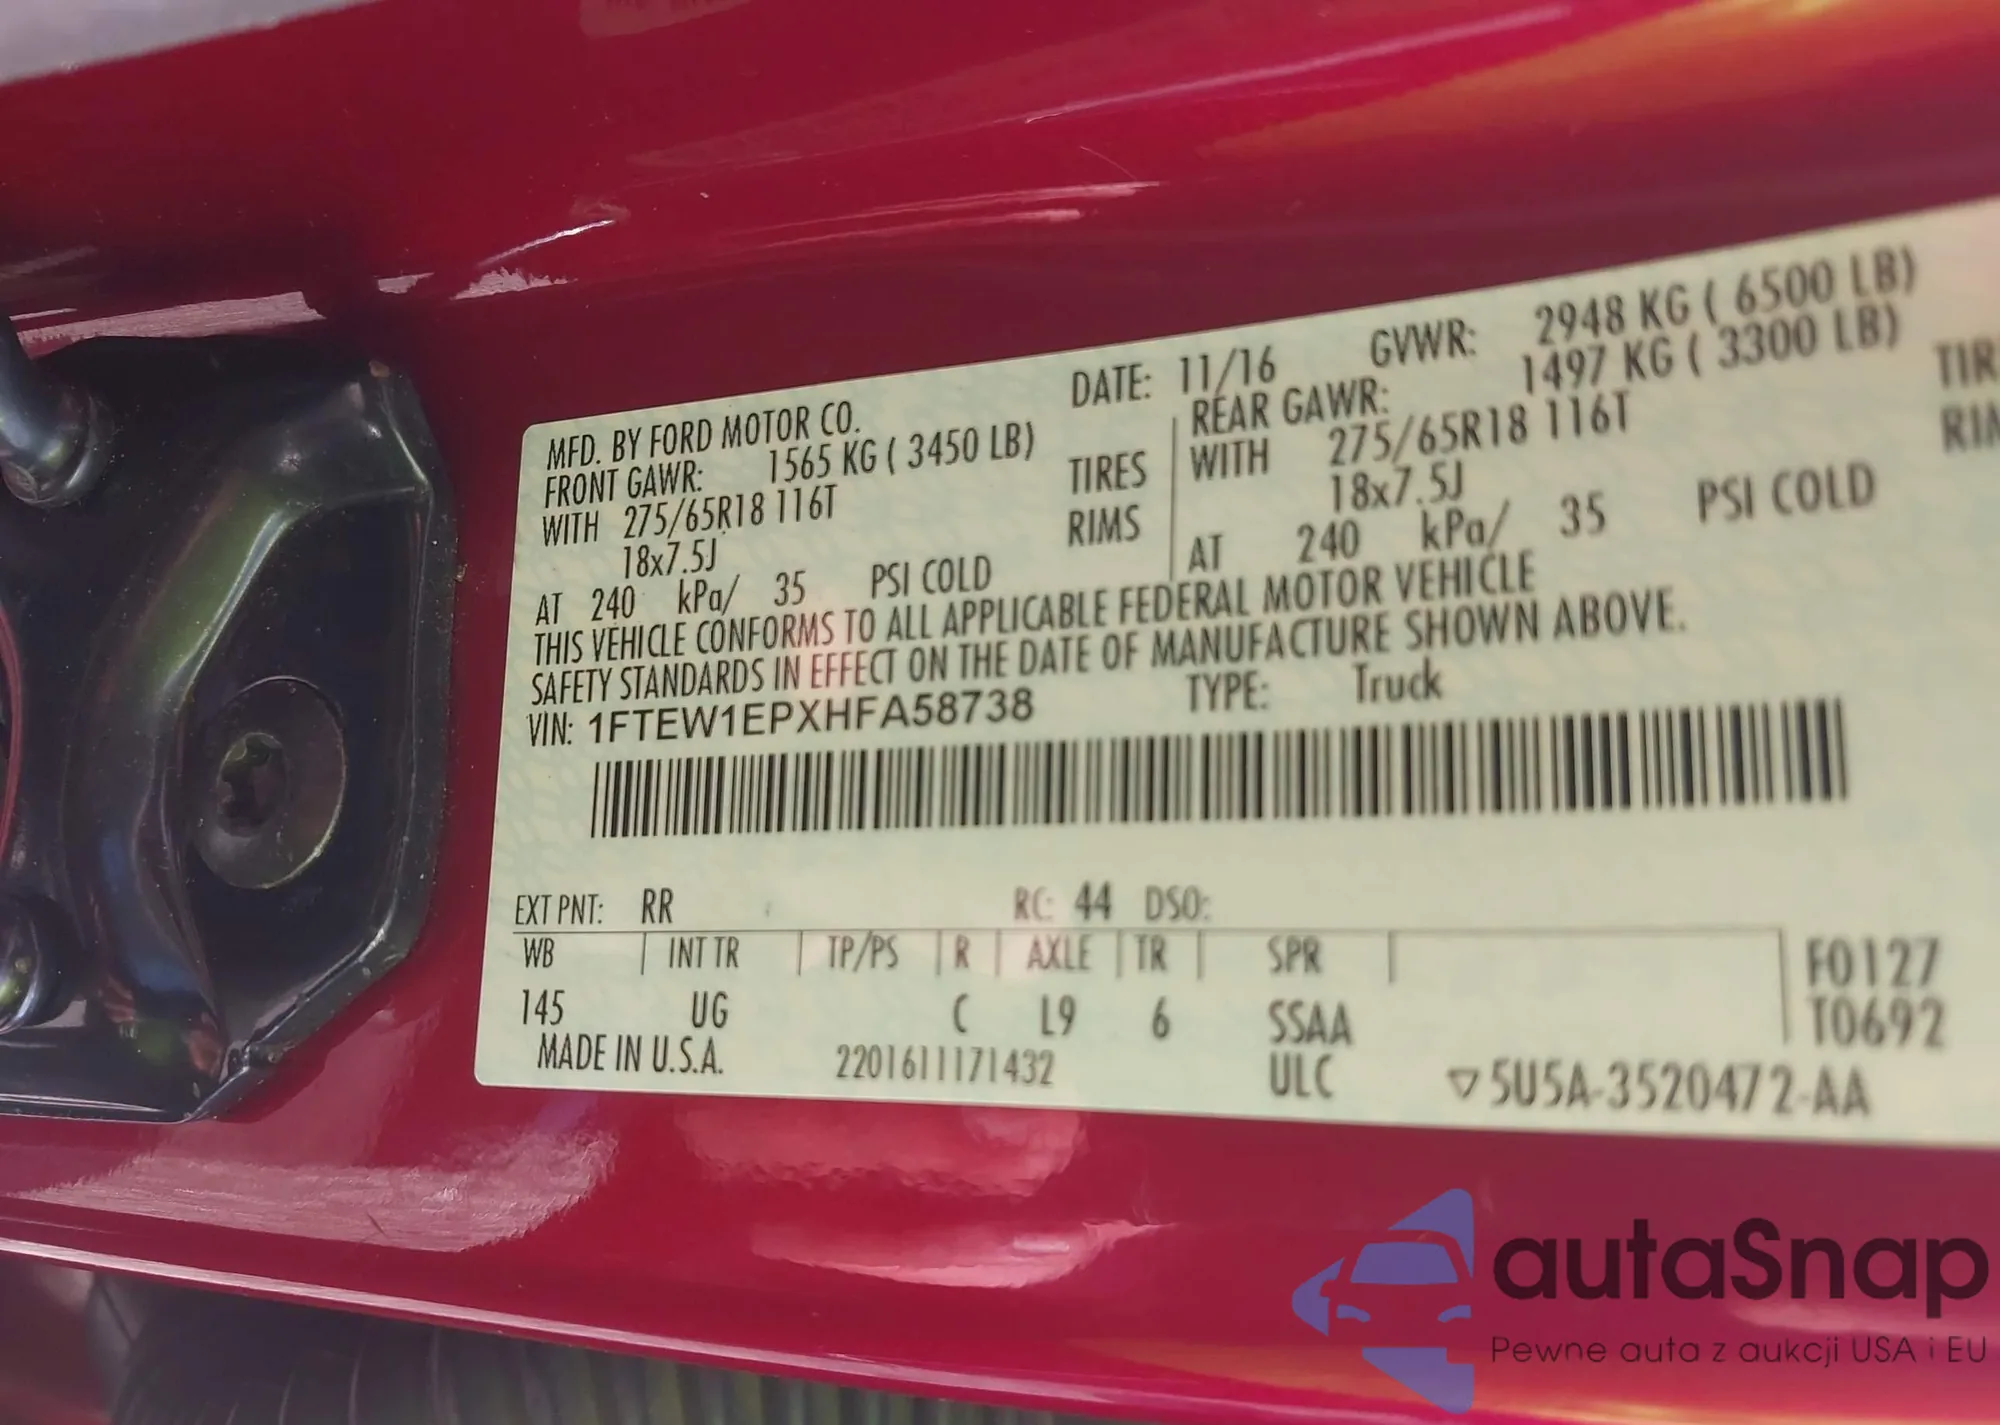 MFD. BY FORD MOTOR CO.
DATE: 11/16 GVWR: 2948 KG ( 6500 LB)
FRONT GAWR: 1565 KG ( 3450 LB)
REAR GAWR: 1497 KG ( 3300 LB)
WITH 275/65R18 116T TIRES
WITH 275/65R18 116T
18x7.5J RIMS
18x7.5J
AT 240 kPa/ 35 PSI COLD
AT 240 kPa/ 35 PSI COLD
THIS VEHICLE CONFORMS TO ALL APPLICABLE FEDERAL MOTOR VEHICLE
SAFETY STANDARDS IN EFFECT ON THE DATE OF MANUFACTURE SHOWN ABOVE.
VIN: 1FTEW1EPXHFA58738 TYPE: Truck
EXT PNT: RR RC: 44 DSO:
WB INT TR TP/PS R AXLE TR SPR F0127
145 UG C L9 6 SSAA T0692
MADE IN U.S.A. 2201611171432 ULC ▽5U5A-3520472-AA
autaSnap
Pewne auta z aukcji USA i EU